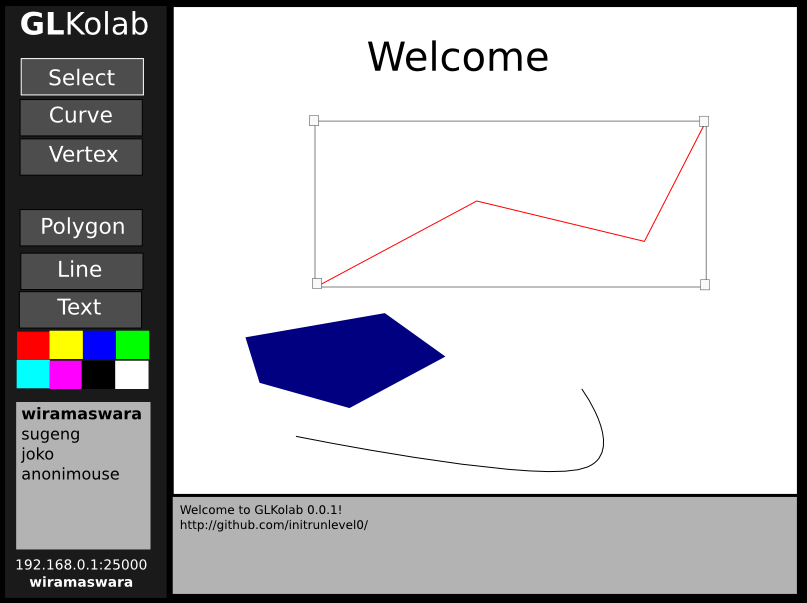 GLKolab
Select
Curve
Vertex
Polygon
Line
Text
wiramaswara
sugeng
joko
anonimouse
192.168.0.1:25000
wiramaswara
Welcome
Welcome to GLKolab 0.0.1!
http://github.com/initrunlevel0/